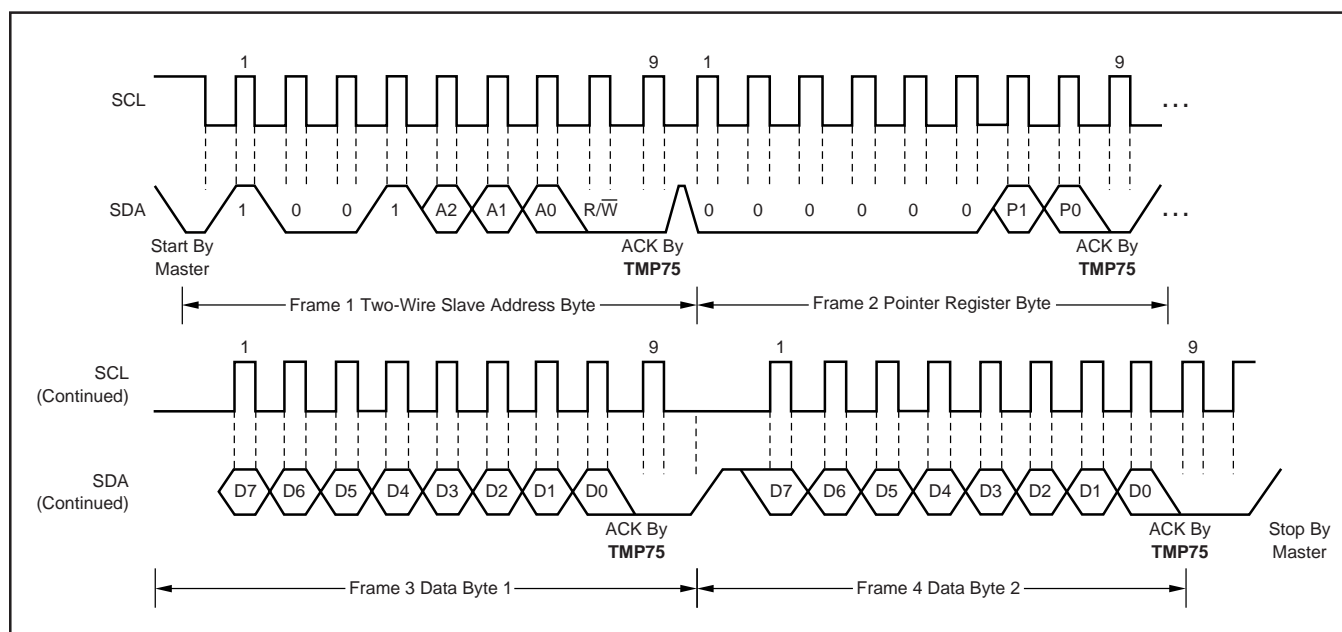 1 9 1 9
SCL ...
SDA 1 0 0 1 A2 A1 A0 R/W̅ 0 0 0 0 0 0 P1 P0 ...
Start By
Master
ACK By
TMP75
ACK By
TMP75
Frame 1 Two-Wire Slave Address Byte
Frame 2 Pointer Register Byte
1 9 1 9
SCL
(Continued)
SDA
(Continued)
D7 D6 D5 D4 D3 D2 D1 D0 D7 D6 D5 D4 D3 D2 D1 D0
ACK By
TMP75
ACK By
TMP75
Stop By
Master
Frame 3 Data Byte 1
Frame 4 Data Byte 2